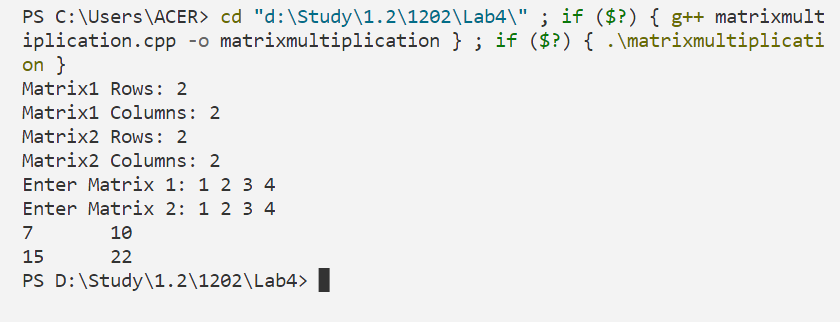 PS C:\Users\ACER> cd "d:\Study\1.2\1202\Lab4\" ; if ($?) { g++ matrixmult
iplication.cpp -o matrixmultiplication } ; if ($?) { .\matrixmultiplicati
on }
Matrix1 Rows: 2
Matrix1 Columns: 2
Matrix2 Rows: 2
Matrix2 Columns: 2
Enter Matrix 1: 1 2 3 4
Enter Matrix 2: 1 2 3 4
7       10
15      22
PS D:\Study\1.2\1202\Lab4>